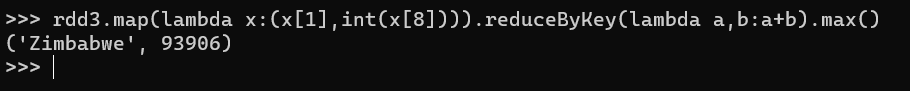 >>> rdd3.map(lambda x:(x[1],int(x[8]))).reduceByKey(lambda a,b:a+b).max()
('Zimbabwe', 93906)
>>>